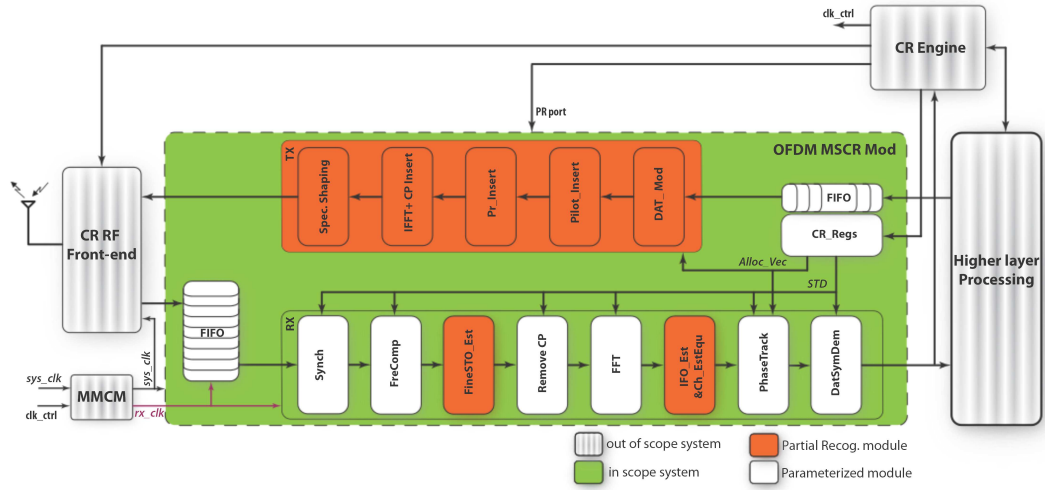 clk_ctrl
CR Engine
PR port
OFDM MSCR Mod
TX
Spec. Shaping
IFFT+ CP Insert
Pr_Insert
Pilot_Insert
DAT_ Mod
FIFO
CR_Regs
CR RF
Front-end
Higher layer
Processing
Alloc_Vec
STD
FIFO
RX
Synch
FreComp
FineSTO_Est
Remove CP
FFT
IFO_Est
&Ch_EstEqu
PhaseTrack
DatSymDem
sys_clk
sys_clk
MMCM
clk_ctrl
rx_clk
out of scope system
Partial Recog. module
in scope system
Parameterized module